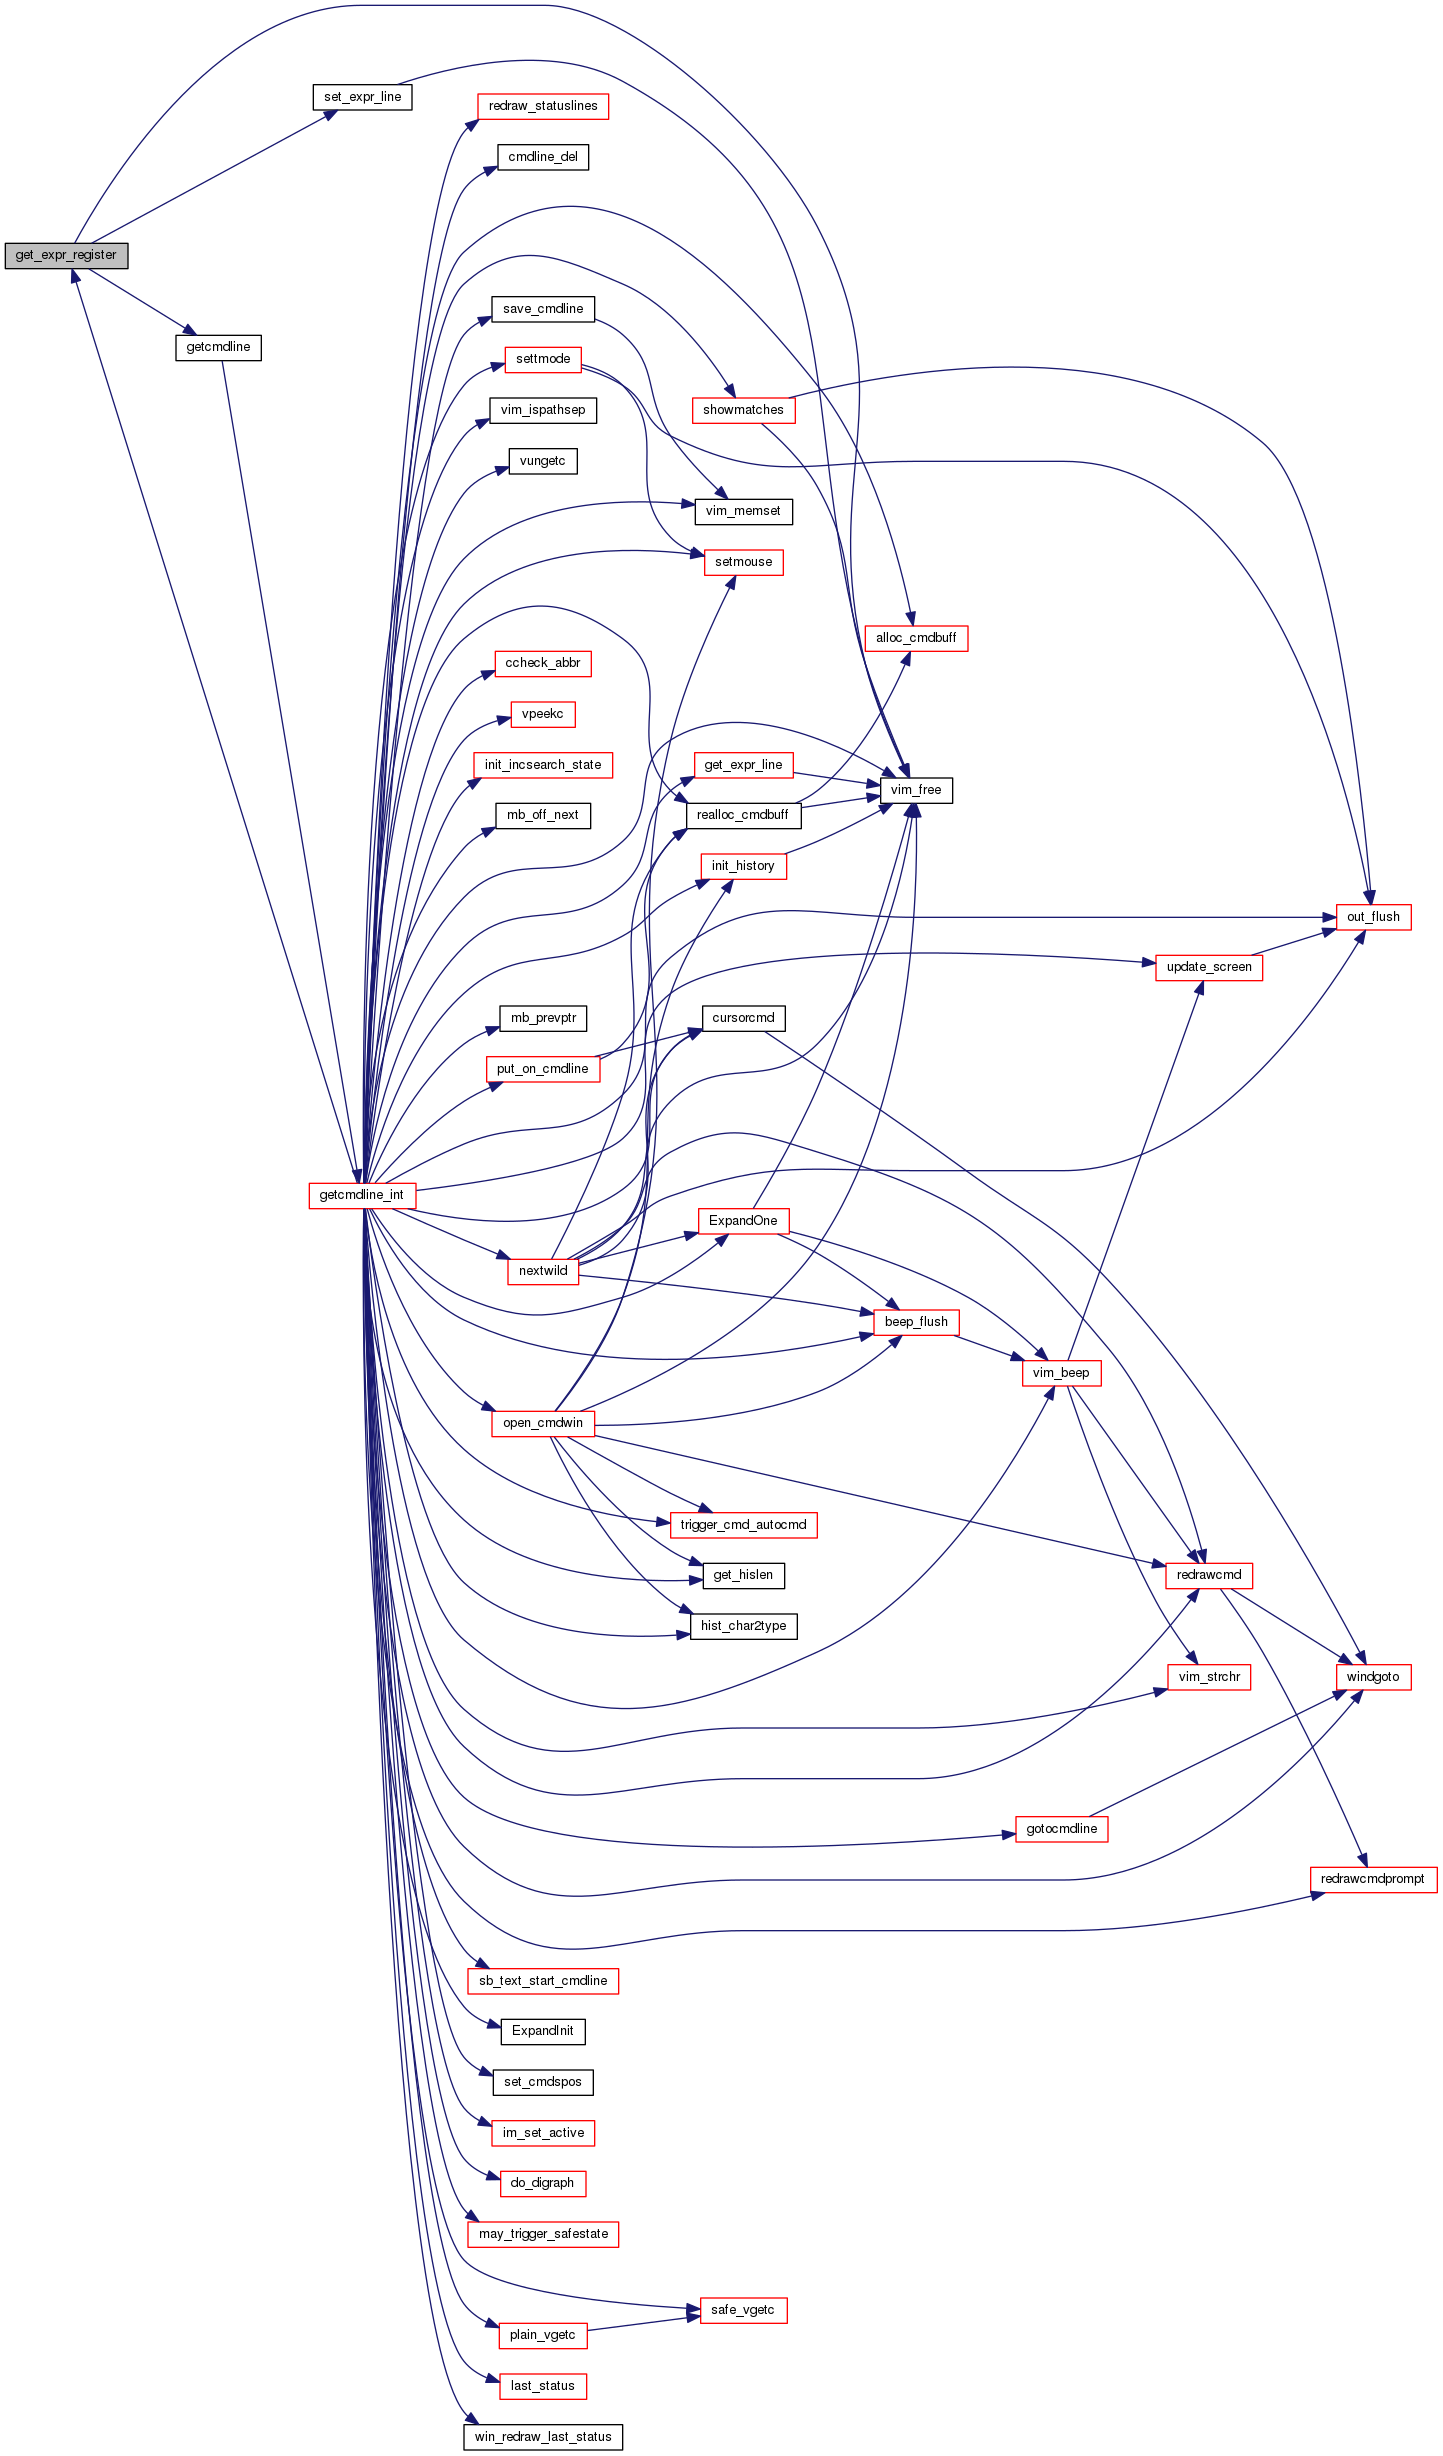 set_expr_line
redraw_statuslines
cmdline_del
get_expr_register
save_cmdline
getcmdline
settmode
vim_ispathsep
showmatches
vungetc
vim_memset
setmouse
alloc_cmdbuff
ccheck_abbr
vpeekc
init_incsearch_state
get_expr_line
vim_free
mb_off_next
realloc_cmdbuff
init_history
out_flush
update_screen
mb_prevptr
cursorcmd
put_on_cmdline
getcmdline_int
ExpandOne
nextwild
beep_flush
vim_beep
open_cmdwin
trigger_cmd_autocmd
get_hislen
redrawcmd
hist_char2type
vim_strchr
windgoto
gotocmdline
redrawcmdprompt
sb_text_start_cmdline
ExpandInit
set_cmdspos
im_set_active
do_digraph
may_trigger_safestate
safe_vgetc
plain_vgetc
last_status
win_redraw_last_status